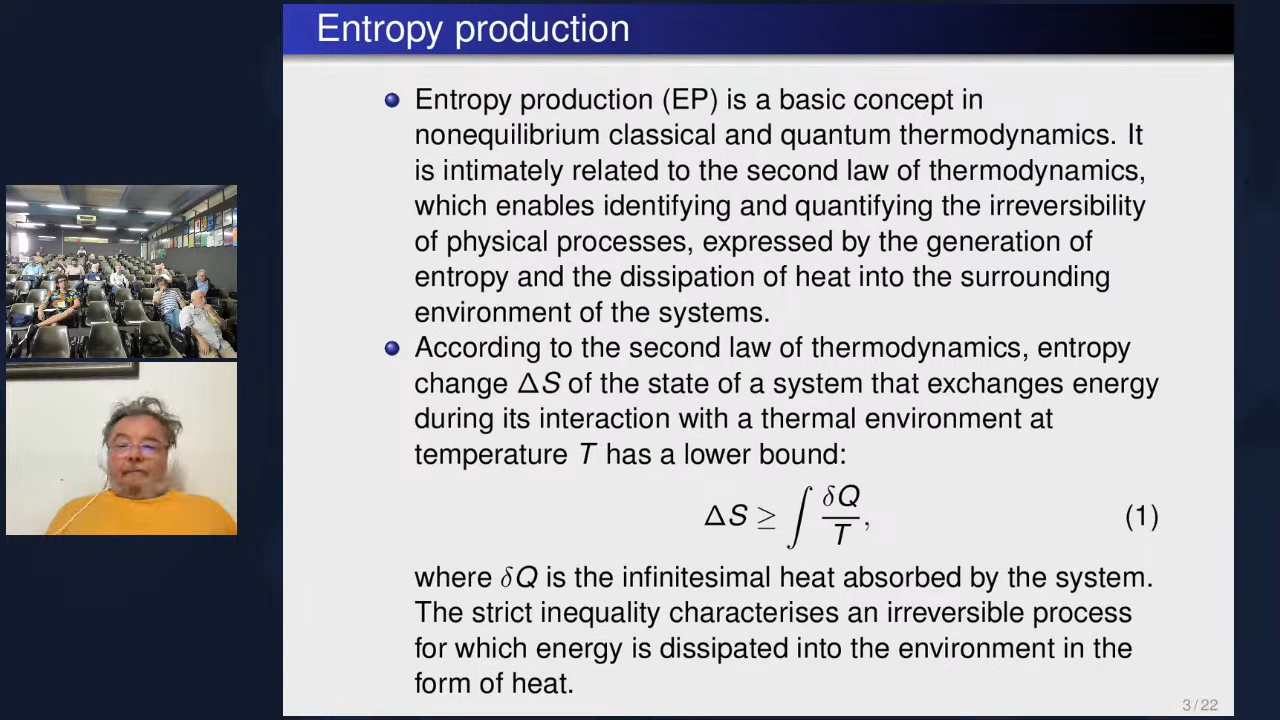 Entropy production
Entropy production (EP) is a basic concept in
nonequilibrium classical and quantum thermodynamics. It
is intimately related to the second law of thermodynamics,
which enables identifying and quantifying the irreversibility
of physical processes, expressed by the generation of
entropy and the dissipation of heat into the surrounding
environment of the systems.
According to the second law of thermodynamics, entropy
change ΔS of the state of a system that exchanges energy
during its interaction with a thermal environment at
temperature T has a lower bound:
ΔS ≥ ∫ δQ/T, (1)
where δQ is the infinitesimal heat absorbed by the system.
The strict inequality characterises an irreversible process
for which energy is dissipated into the environment in the
form of heat.
3 / 22